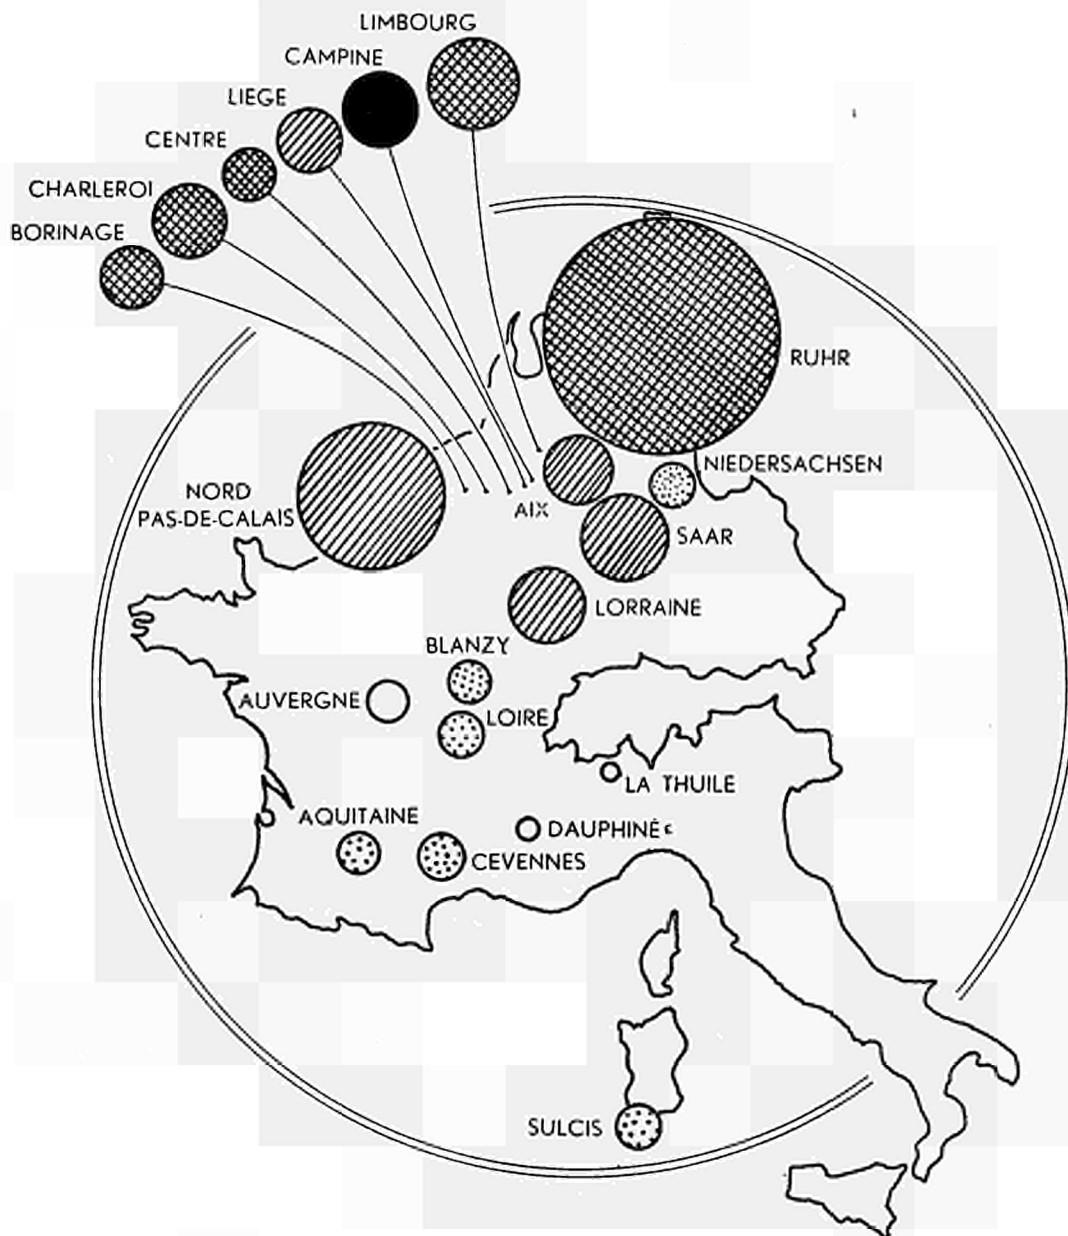 LIMBOURG
CAMPINE
LIEGE
CENTRE
CHARLEROI
BORINAGE
RUHR
NIEDERSACHSEN
NORD
PAS-DE-CALAIS
AIX
SAAR
LORRAINE
BLANZY
AUVERGNE
LOIRE
LA THUILE
AQUITAINE
DAUPHINÉ
CEVENNES
SULCIS